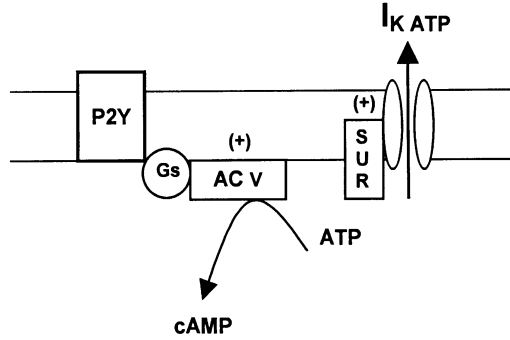 I K ATP
P2Y
(+)
(+)
S
U
R
Gs
AC V
ATP
cAMP